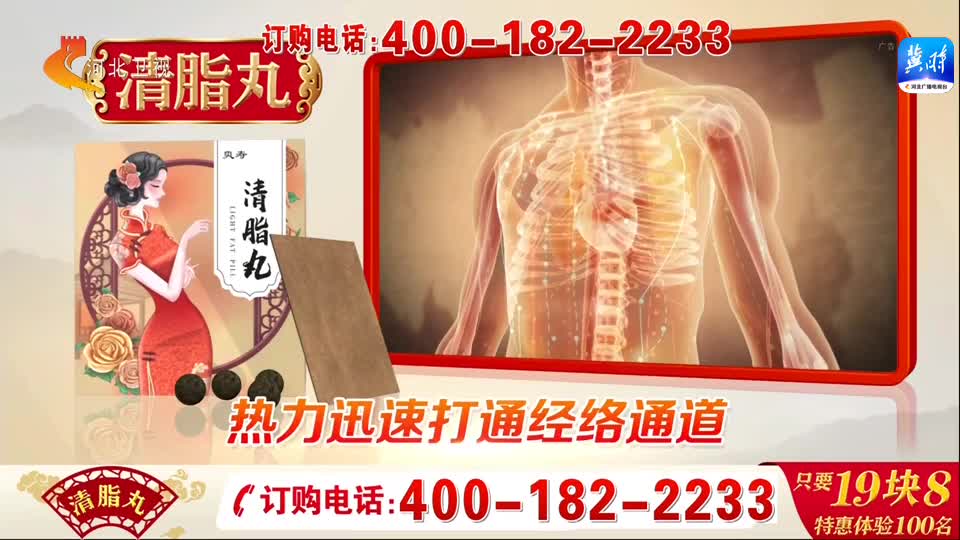 订购电话:400-182-2233
河北卫视
清脂丸
广告
冀时
河北广播电视台
爽寿
清脂丸
LIGHT FAT PILL
热力迅速打通经络通道
清脂丸
订购电话:400-182-2233
只要19块8
特惠体验100名